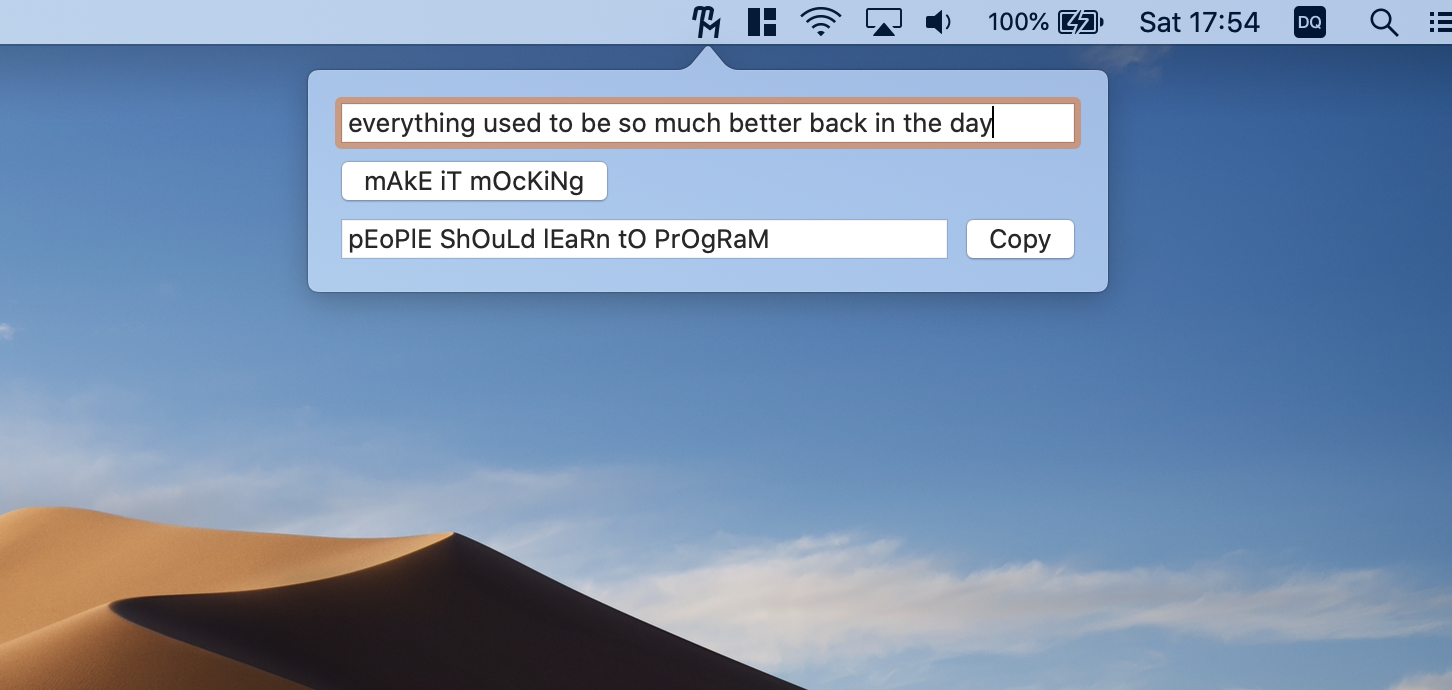 100% Sat 17:54 DQ
everything used to be so much better back in the day
mAkE iT mOcKiNg
pEoPlE ShOuLd lEaRn tO PrOgRaM Copy